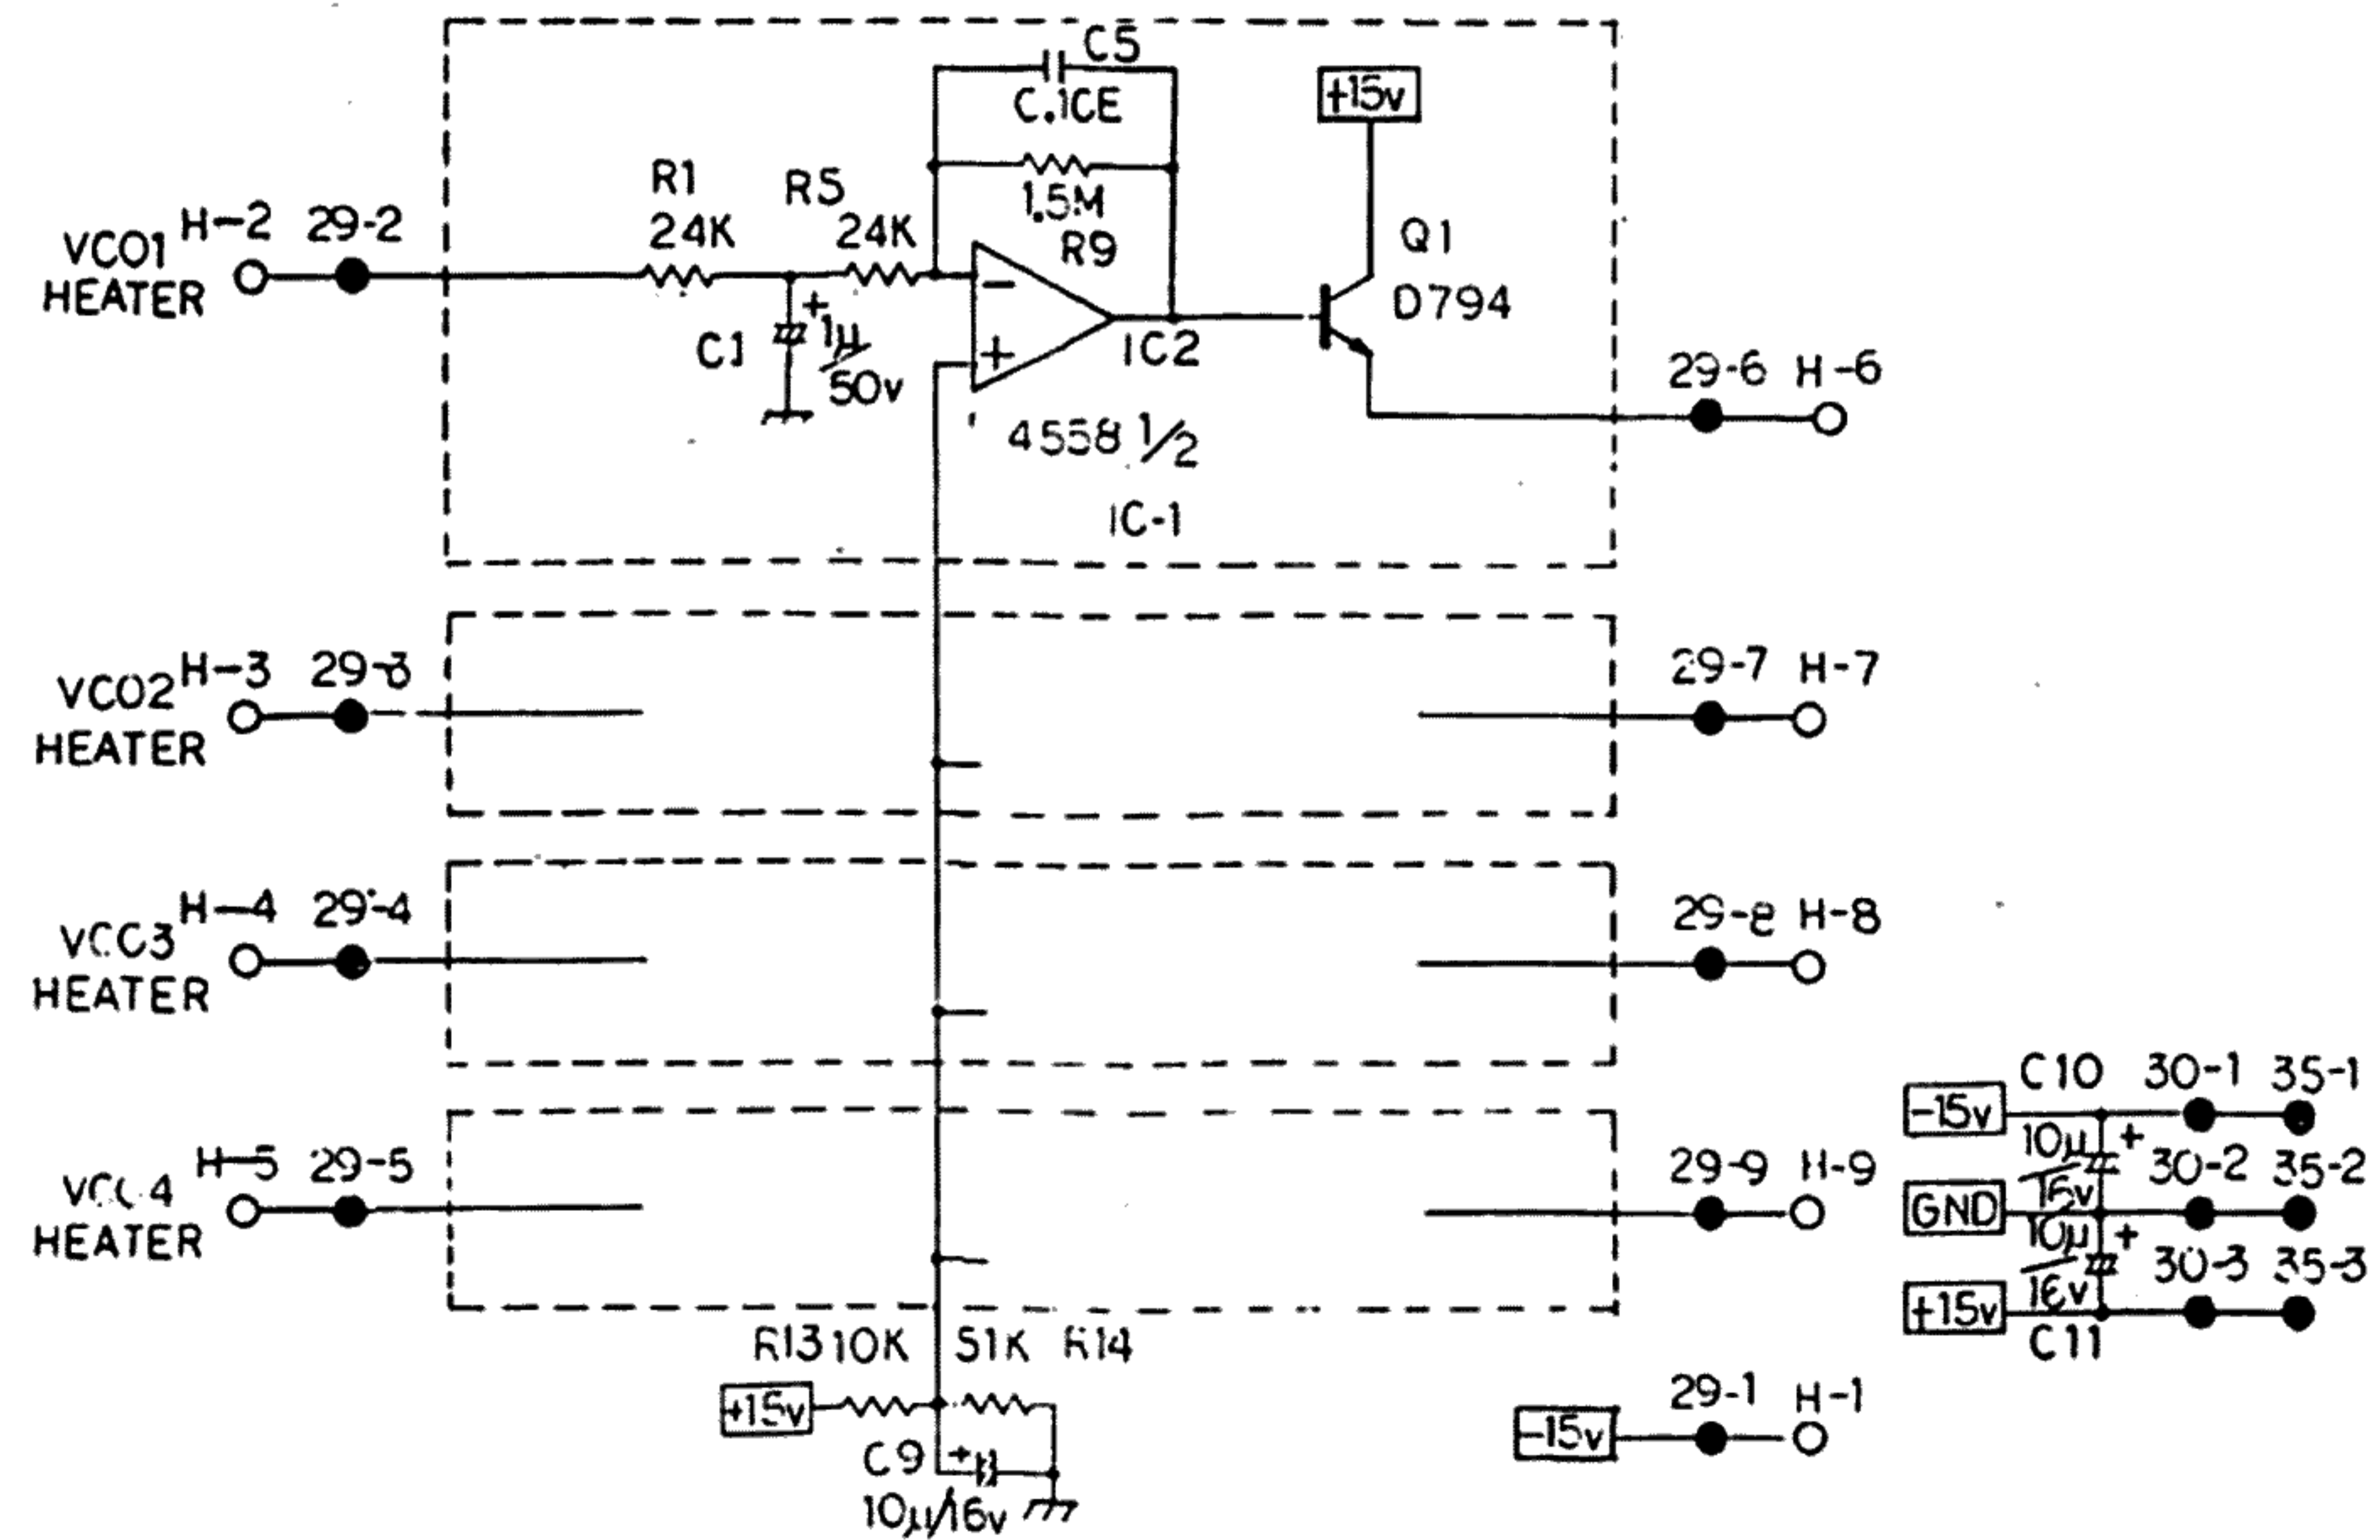 C5
C.1CE
+15v
R1
24K
R5
24K
1.5M
R9
Q1
D794
VCO1
HEATER
H-2 29-2
+
C1
1µ/50v
−
+
IC2
4558 1/2
IC-1
29-6 H-6
VCO2
HEATER
H-3 29-3
29-7 H-7
VCO3
HEATER
H-4 29-4
29-8 H-8
VCO4
HEATER
H-5 29-5
29-9 H-9
-15v
C10 30-1 35-1
10µ/16v
+
GND
30-2 35-2
10µ/16v
+
+15v
30-3 35-3
C11
R13 10K 51K R14
+15v
C9
+
10µ/16v
-15v
29-1 H-1